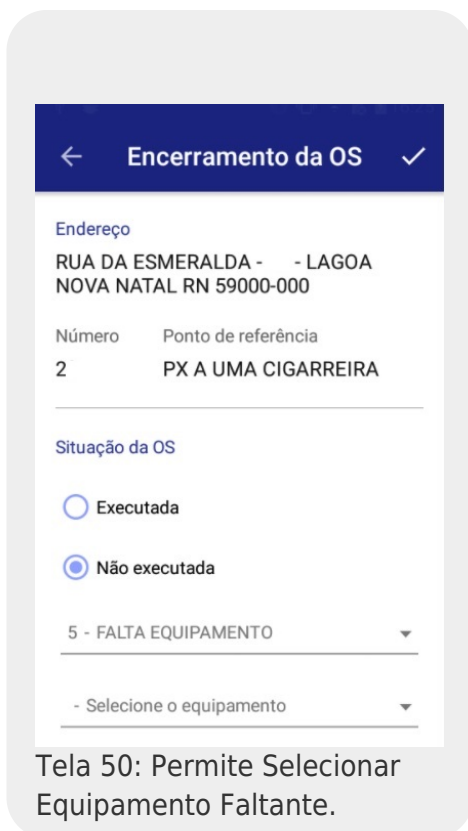 Encerramento da OS
Endereço
RUA DA ESMERALDA - - LAGOA
NOVA NATAL RN 59000-000
Número Ponto de referência
2 PX A UMA CIGARREIRA
Situação da OS
Executada
Não executada
5 - FALTA EQUIPAMENTO
- Selecione o equipamento
Tela 50: Permite Selecionar
Equipamento Faltante.